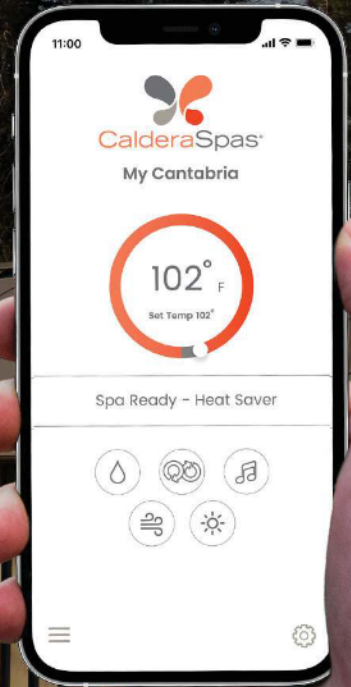 11:00
CalderaSpas®
My Cantabria
102° F
Set Temp 102°
Spa Ready - Heat Saver